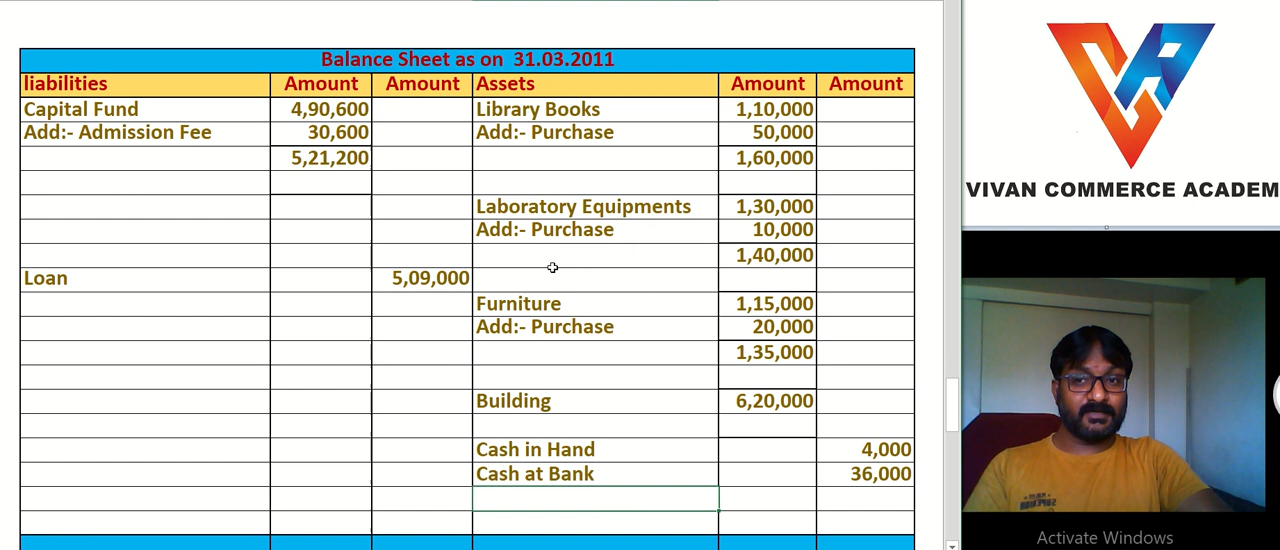 Balance Sheet as on 31.03.2011
liabilities Amount Amount Assets Amount Amount
Capital Fund 4,90,600 Library Books 1,10,000
Add:- Admission Fee 30,600 Add:- Purchase 50,000
5,21,200 1,60,000
Laboratory Equipments 1,30,000
Add:- Purchase 10,000
1,40,000
Loan 5,09,000
Furniture 1,15,000
Add:- Purchase 20,000
1,35,000
Building 6,20,000
Cash in Hand 4,000
Cash at Bank 36,000
VIVAN COMMERCE ACADEM
Activate Windows